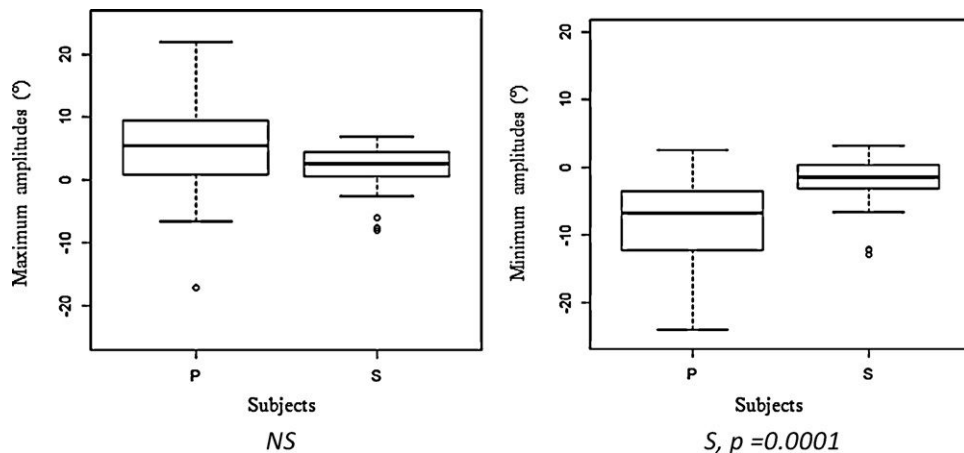 Maximum amplitudes (°)
20
10
0
-10
-20
P
S
Subjects
NS
Minimum amplitudes (°)
20
10
0
-10
-20
P
S
Subjects
S, p =0.0001